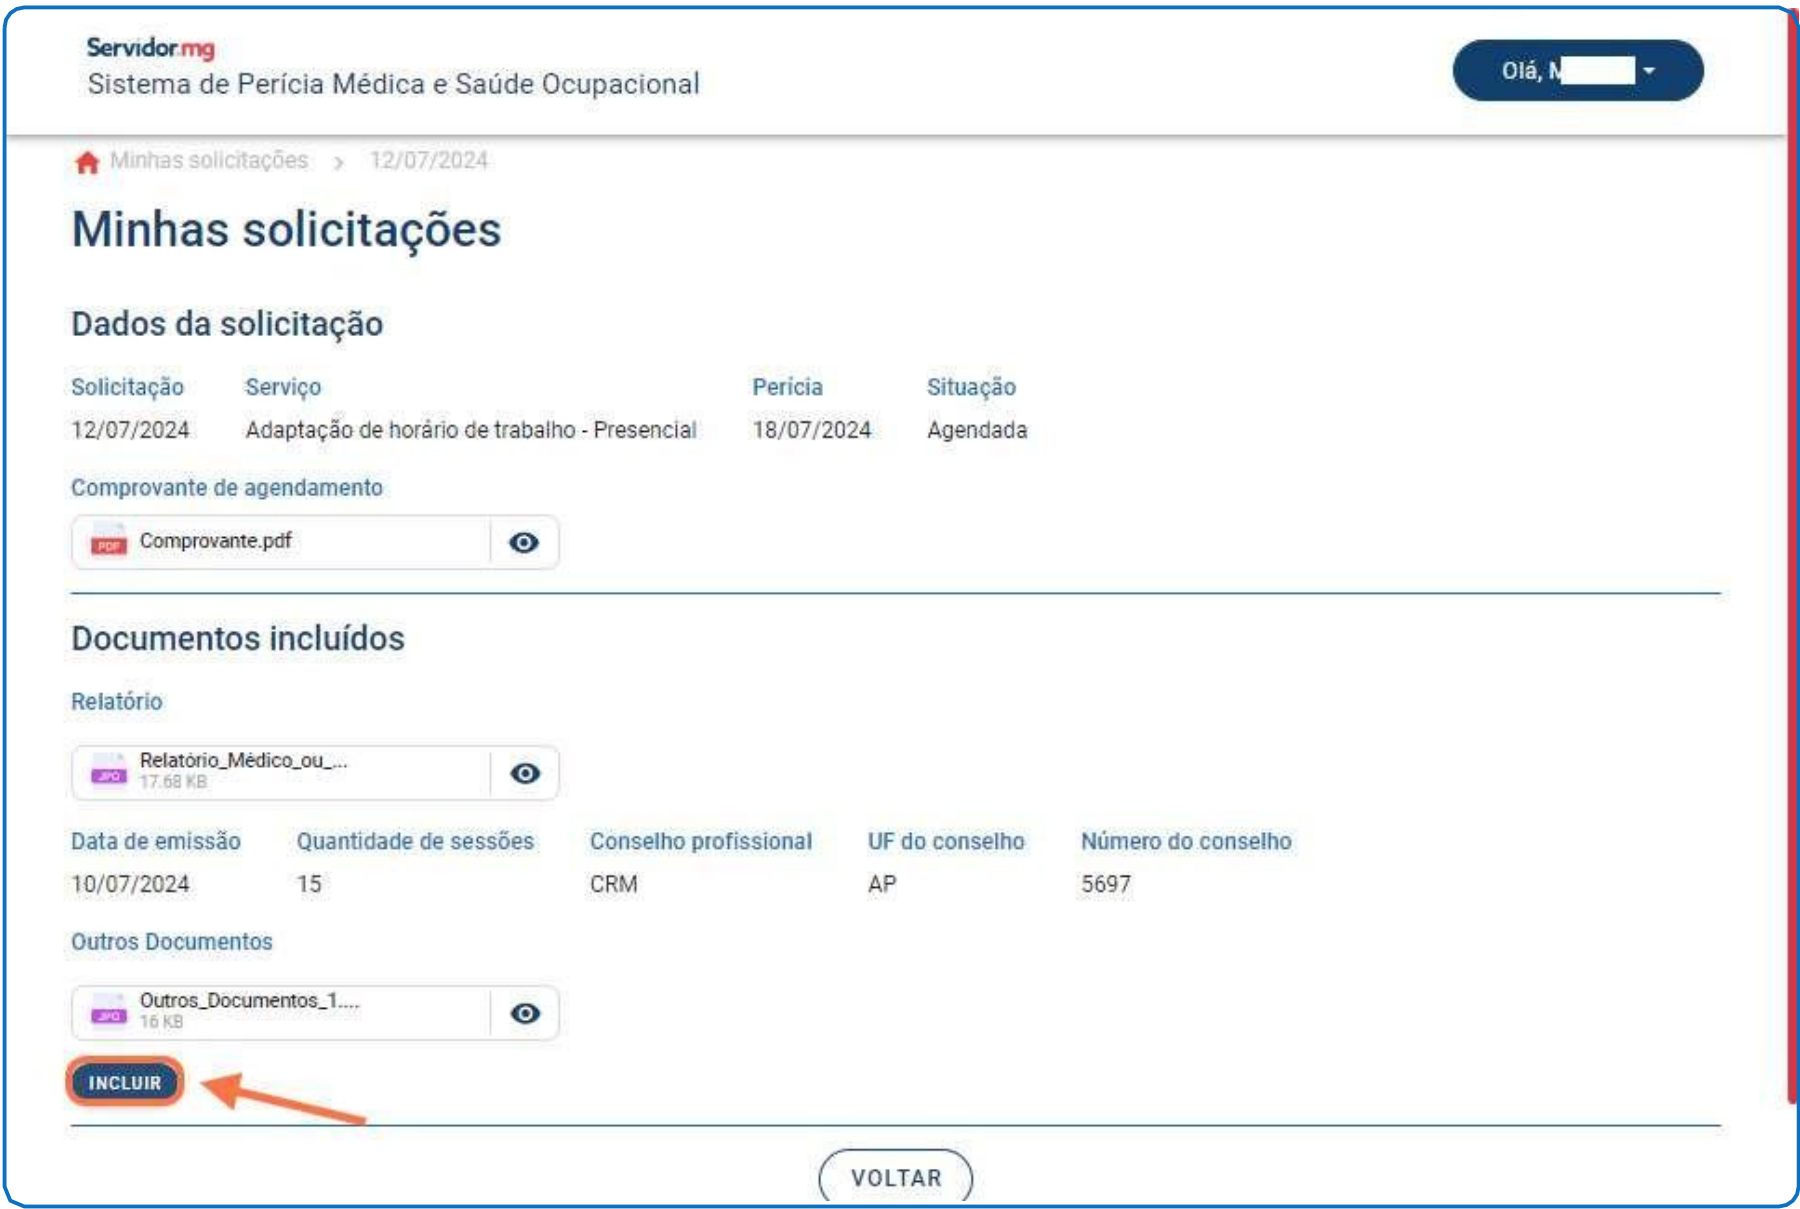 Servidor.mg
Sistema de Perícia Médica e Saúde Ocupacional
Olá, M
Minhas solicitações > 12/07/2024
Minhas solicitações
Dados da solicitação
Solicitação Serviço Perícia Situação
12/07/2024 Adaptação de horário de trabalho - Presencial 18/07/2024 Agendada
Comprovante de agendamento
PDF Comprovante.pdf
Documentos incluídos
Relatório
JPG Relatório_Médico_ou_...
17.68 KB
Data de emissão Quantidade de sessões Conselho profissional UF do conselho Número do conselho
10/07/2024 15 CRM AP 5697
Outros Documentos
JPG Outros_Documentos_1....
16 KB
INCLUIR
VOLTAR